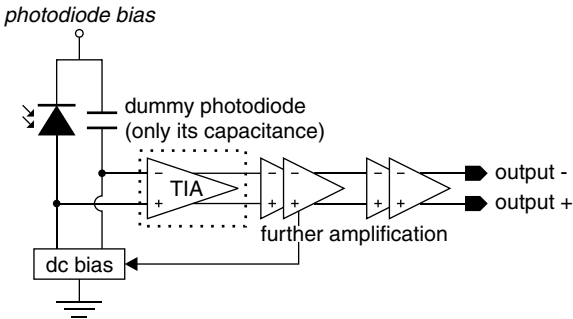 photodiode bias
dummy photodiode
(only its capacitance)
TIA
output -
output +
further amplification
dc bias